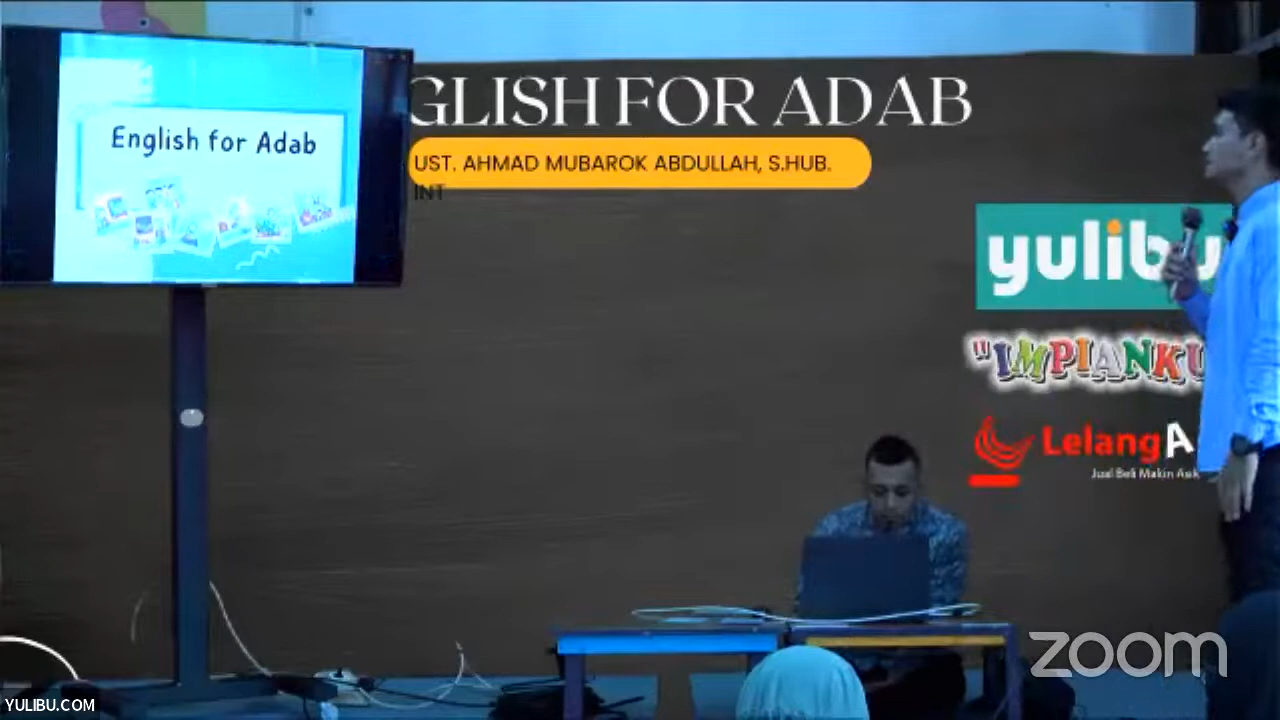 English for Adab
GLISH FOR ADAB
UST. AHMAD MUBAROK ABDULLAH, S.HUB.
INT
yulibu
"IMPIANKU
LelangA
Jual Beli Makin Asik
zoom
YULIBU.COM